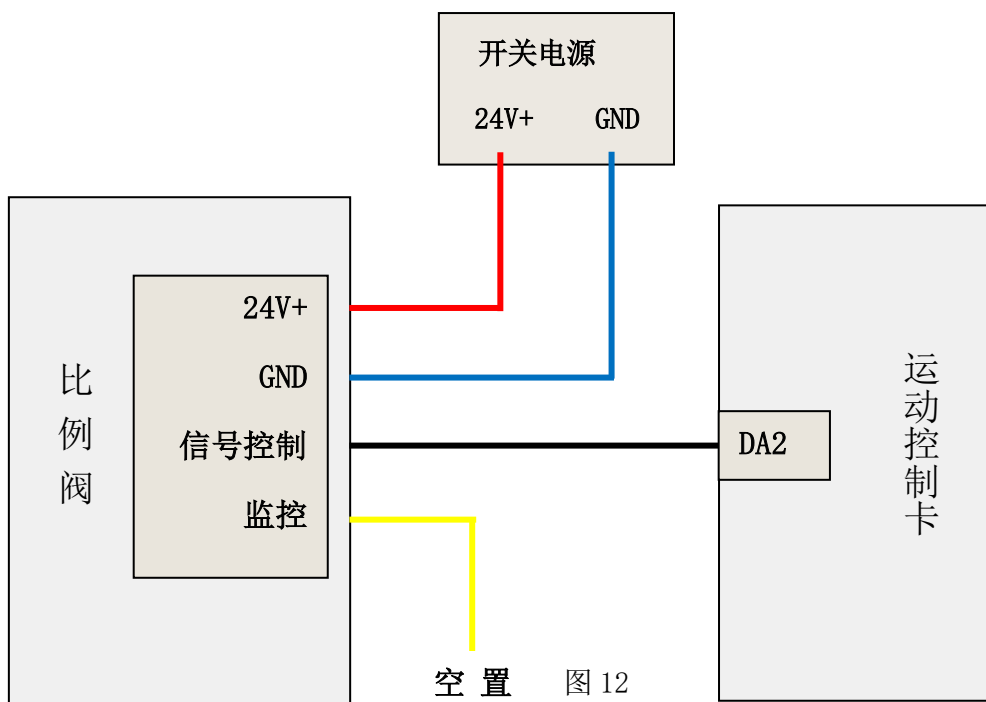 开关电源
24V+ GND
比例阀
24V+
GND
信号控制
监控
DA2
运动控制卡
空 置 图 12